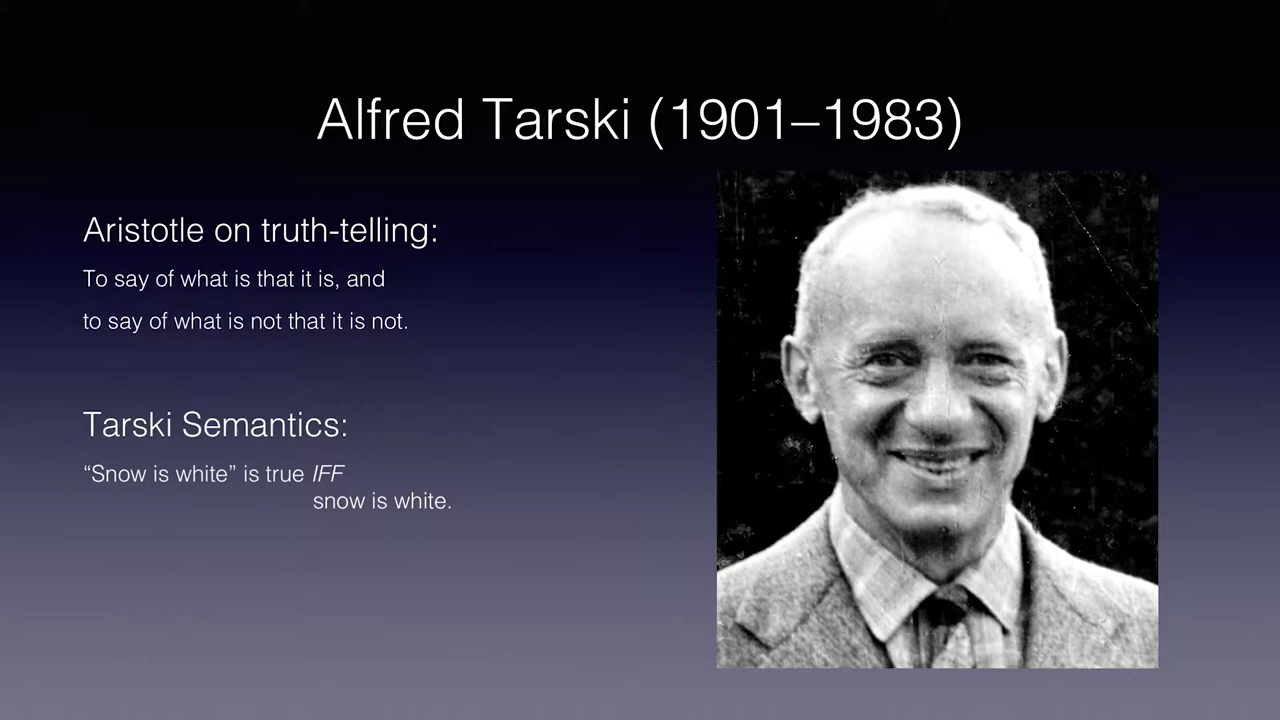 Alfred Tarski (1901–1983)
Aristotle on truth-telling:
To say of what is that it is, and
to say of what is not that it is not.
Tarski Semantics:
“Snow is white” is true IFF
snow is white.